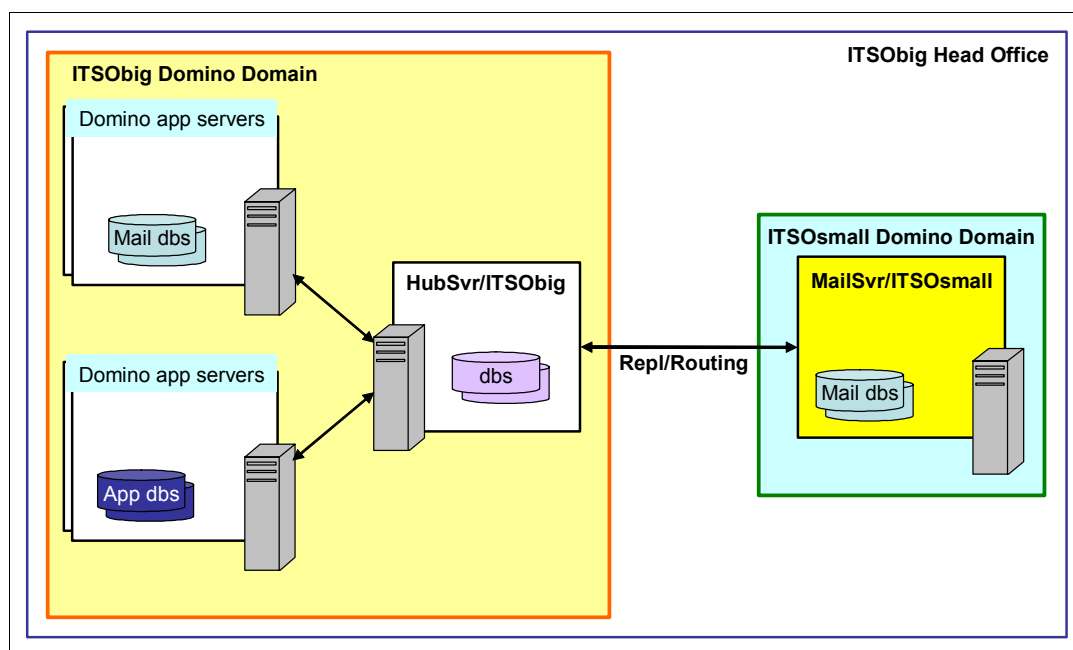 ITSObig Head Office
ITSObig Domino Domain
Domino app servers
Mail dbs
ITSOsmall Domino Domain
HubSvr/ITSObig
MailSvr/ITSOsmall
Repl/Routing
dbs
Mail dbs
Domino app servers
App dbs